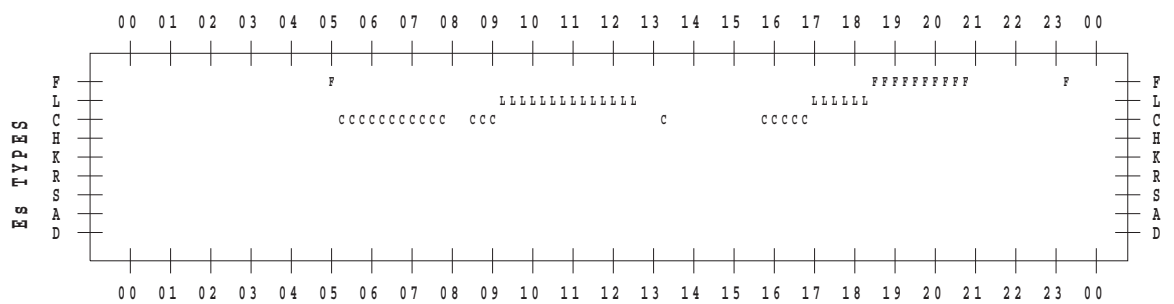 00 01 02 03 04 05 06 07 08 09 10 11 12 13 14 15 16 17 18 19 20 21 22 23 00
F F FFFFFFFFFF F F
L LLLLLLLLLLLLLL LLLLLL L
C CCCCCCCCCCC CCC C CCCCC C
H H
K K
R R
S S
A A
D D
Es TYPES
00 01 02 03 04 05 06 07 08 09 10 11 12 13 14 15 16 17 18 19 20 21 22 23 00